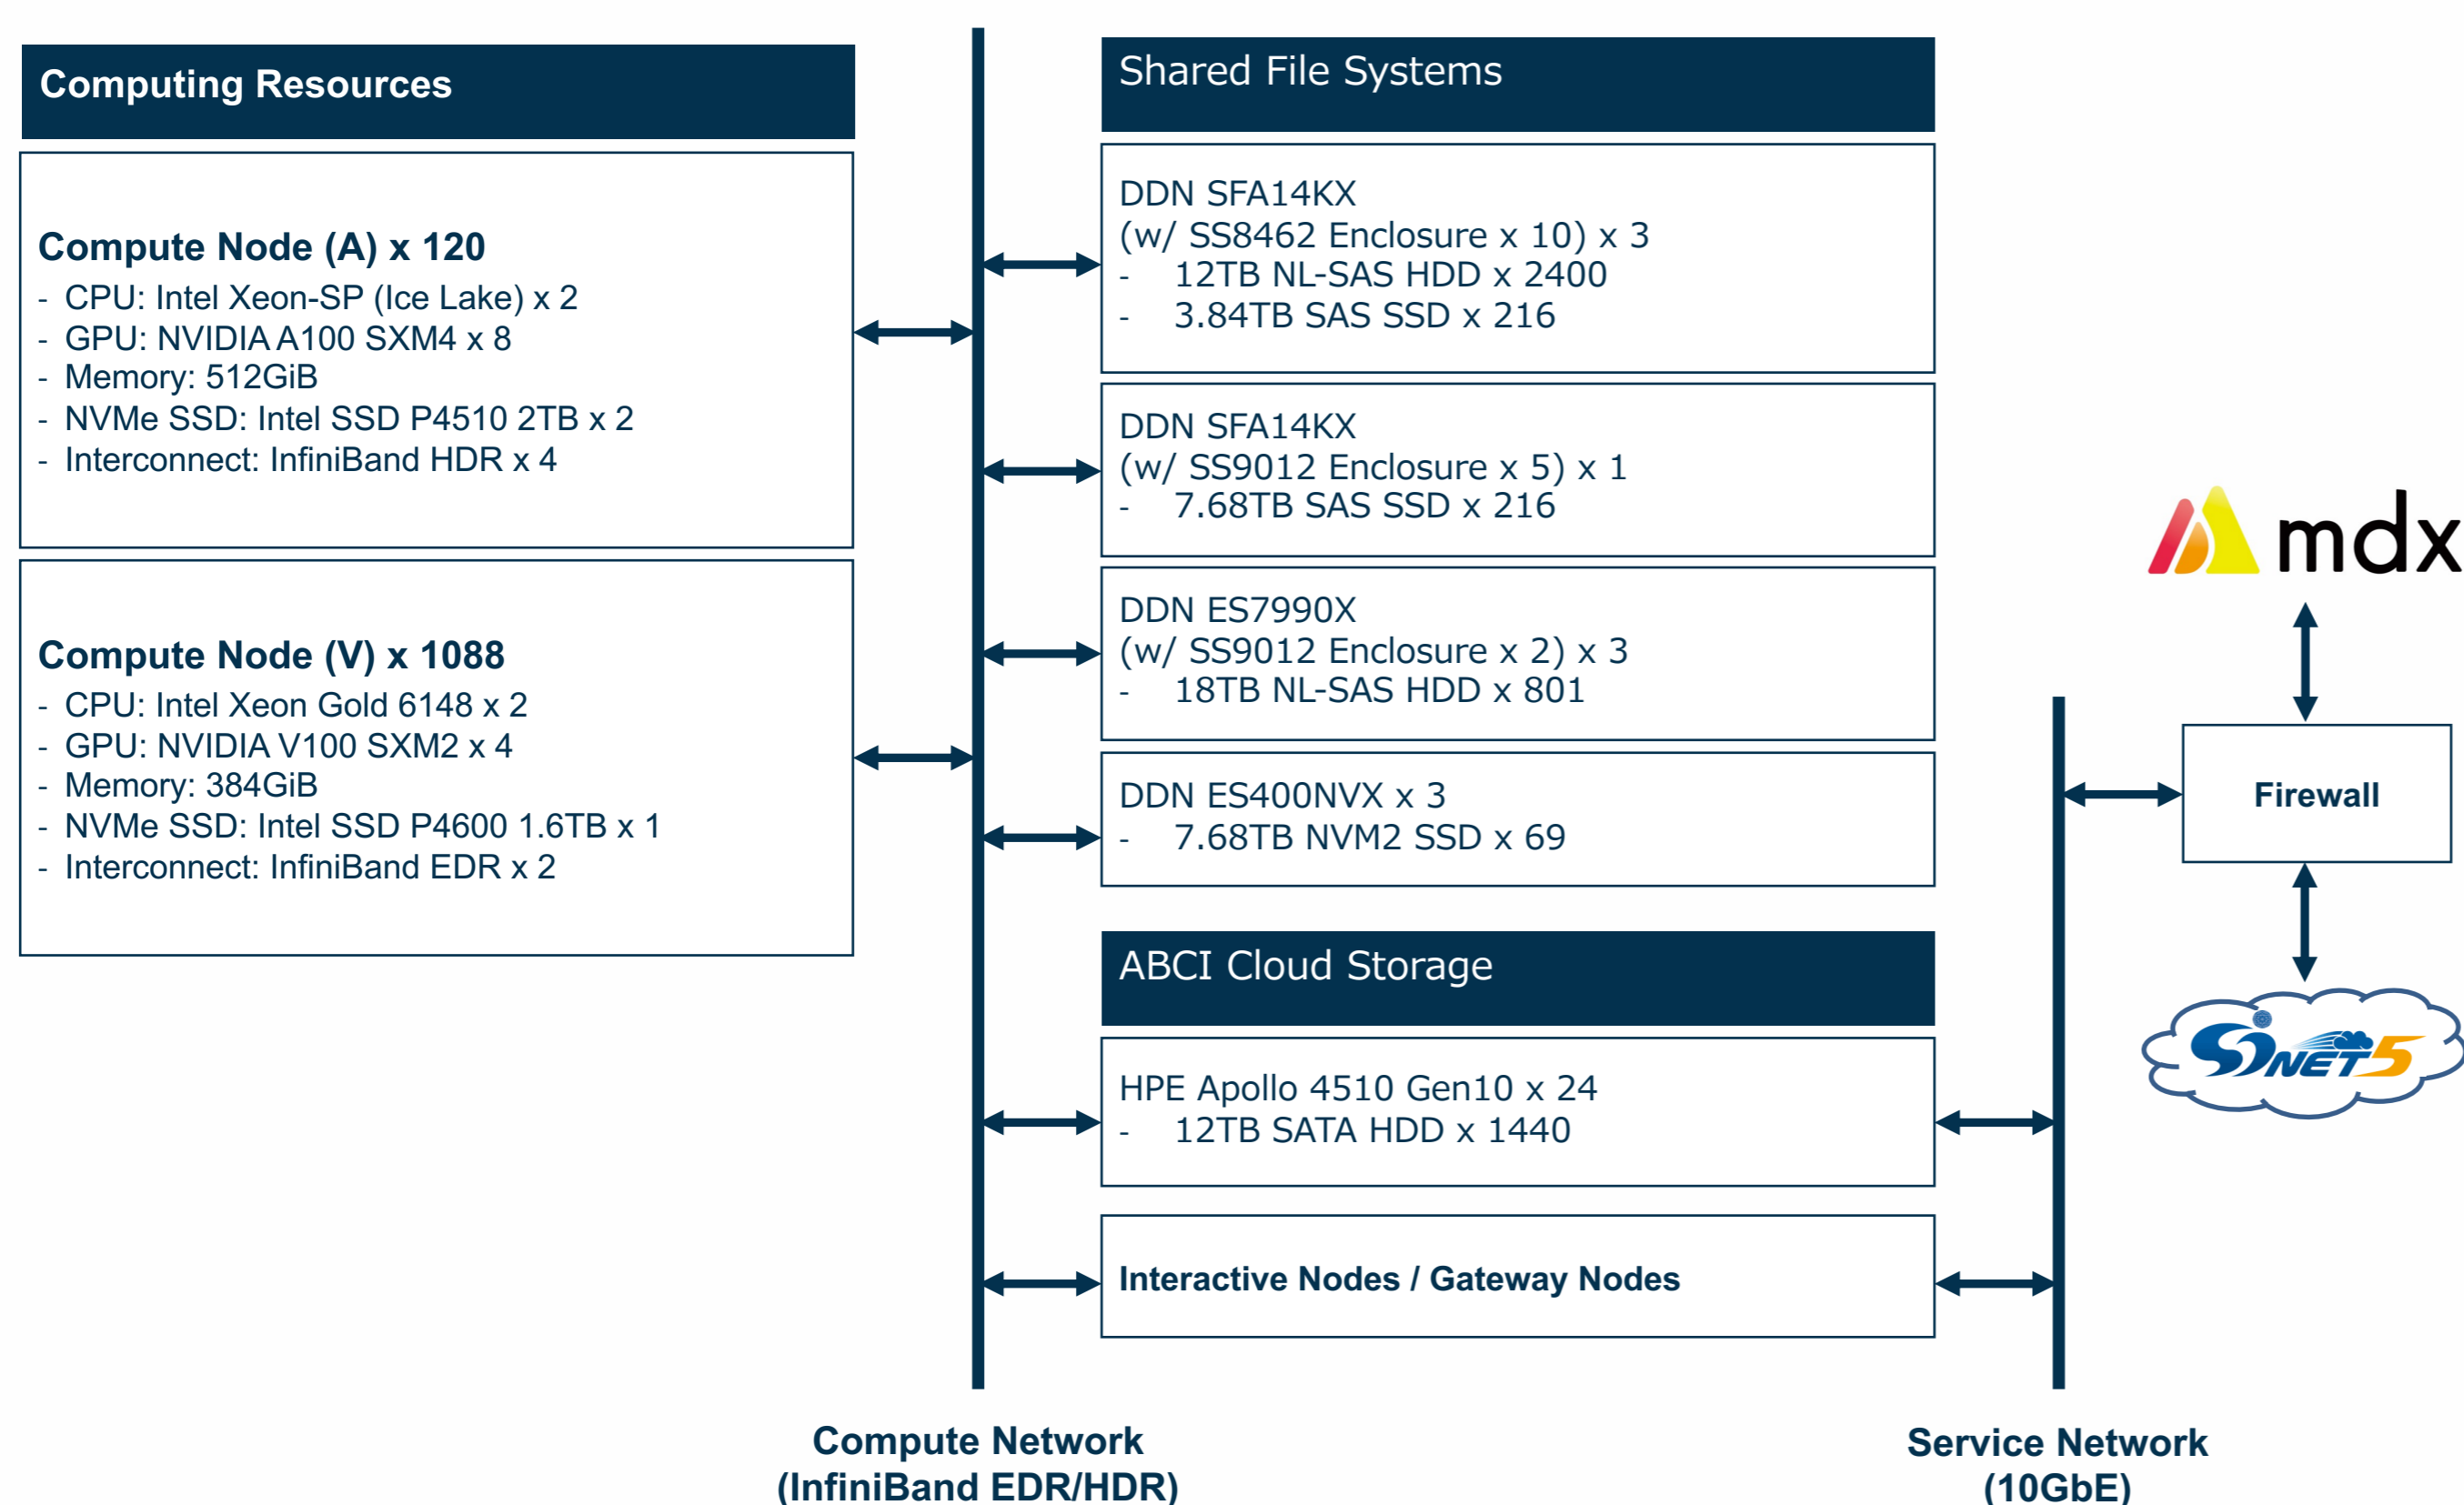 Computing Resources
Compute Node (A) x 120
- CPU: Intel Xeon-SP (Ice Lake) x 2
- GPU: NVIDIA A100 SXM4 x 8
- Memory: 512GiB
- NVMe SSD: Intel SSD P4510 2TB x 2
- Interconnect: InfiniBand HDR x 4
Compute Node (V) x 1088
- CPU: Intel Xeon Gold 6148 x 2
- GPU: NVIDIA V100 SXM2 x 4
- Memory: 384GiB
- NVMe SSD: Intel SSD P4600 1.6TB x 1
- Interconnect: InfiniBand EDR x 2
Shared File Systems
DDN SFA14KX
(w/ SS8462 Enclosure x 10) x 3
- 12TB NL-SAS HDD x 2400
- 3.84TB SAS SSD x 216
DDN SFA14KX
(w/ SS9012 Enclosure x 5) x 1
- 7.68TB SAS SSD x 216
DDN ES7990X
(w/ SS9012 Enclosure x 2) x 3
- 18TB NL-SAS HDD x 801
DDN ES400NVX x 3
- 7.68TB NVM2 SSD x 69
ABCI Cloud Storage
HPE Apollo 4510 Gen10 x 24
- 12TB SATA HDD x 1440
Interactive Nodes / Gateway Nodes
mdx
Firewall
SINET5
Compute Network
(InfiniBand EDR/HDR)
Service Network
(10GbE)